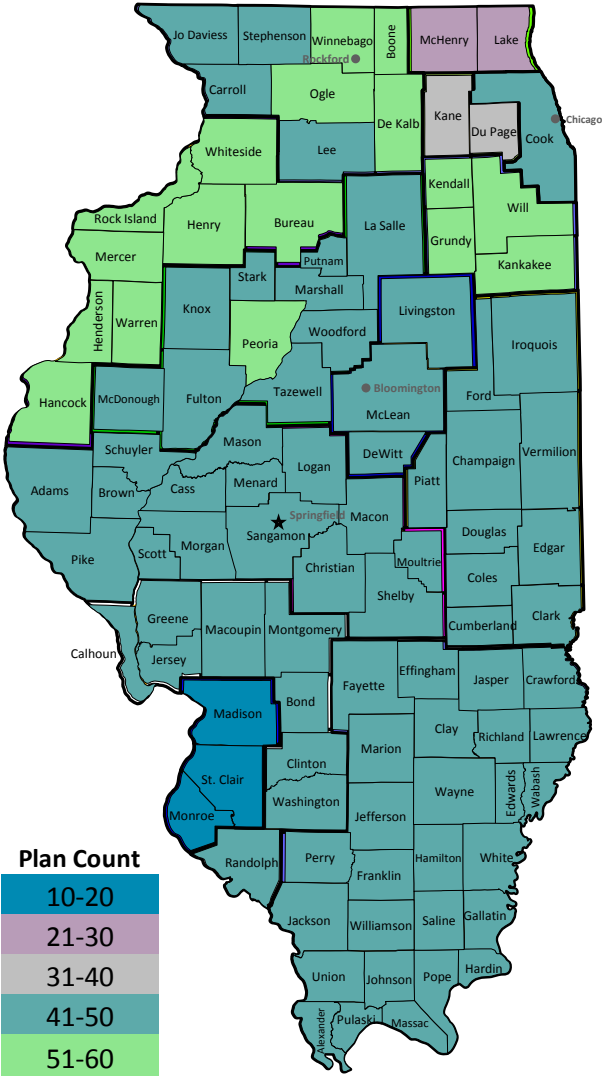 Jo Daviess
Stephenson
Winnebago
Boone
McHenry
Lake
Rockford
Carroll
Ogle
De Kalb
Kane
Du Page
Cook
Chicago
Whiteside
Lee
Kendall
Will
Rock Island
Henry
Bureau
La Salle
Grundy
Mercer
Putnam
Kankakee
Stark
Marshall
Henderson
Warren
Knox
Livingston
Peoria
Woodford
Iroquois
Hancock
McDonough
Fulton
Tazewell
Bloomington
McLean
Ford
Schuyler
Mason
Logan
DeWitt
Piatt
Champaign
Vermilion
Adams
Brown
Cass
Menard
Springfield
Macon
Sangamon
Pike
Scott
Morgan
Christian
Moultrie
Douglas
Edgar
Coles
Shelby
Greene
Macoupin
Montgomery
Cumberland
Clark
Calhoun
Jersey
Fayette
Effingham
Jasper
Crawford
Madison
Bond
Clay
Richland
Lawrence
Marion
St. Clair
Clinton
Wayne
Edwards
Wabash
Monroe
Washington
Jefferson
Randolph
Perry
Hamilton
White
Franklin
Jackson
Williamson
Saline
Gallatin
Union
Johnson
Pope
Hardin
Alexander
Pulaski
Massac
Plan Count
10-20
21-30
31-40
41-50
51-60